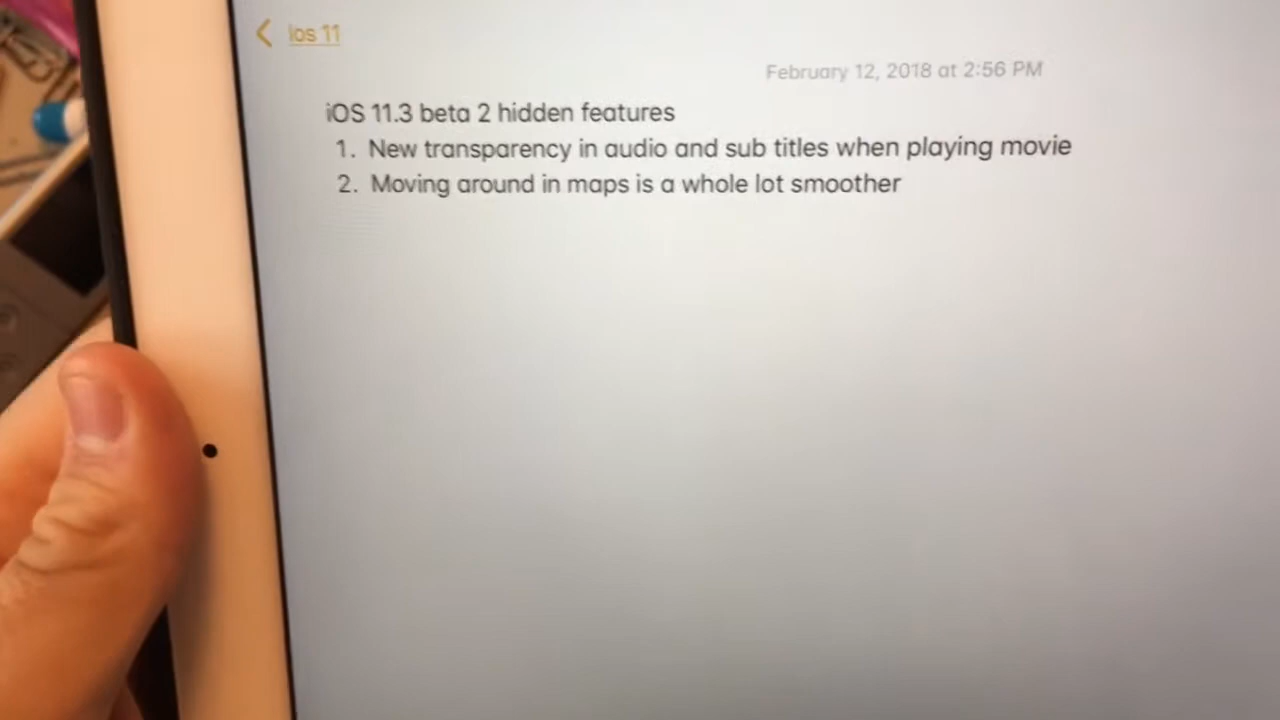 Ios 11
February 12, 2018 at 2:56 PM
iOS 11.3 beta 2 hidden features
1. New transparency in audio and sub titles when playing movie
2. Moving around in maps is a whole lot smoother